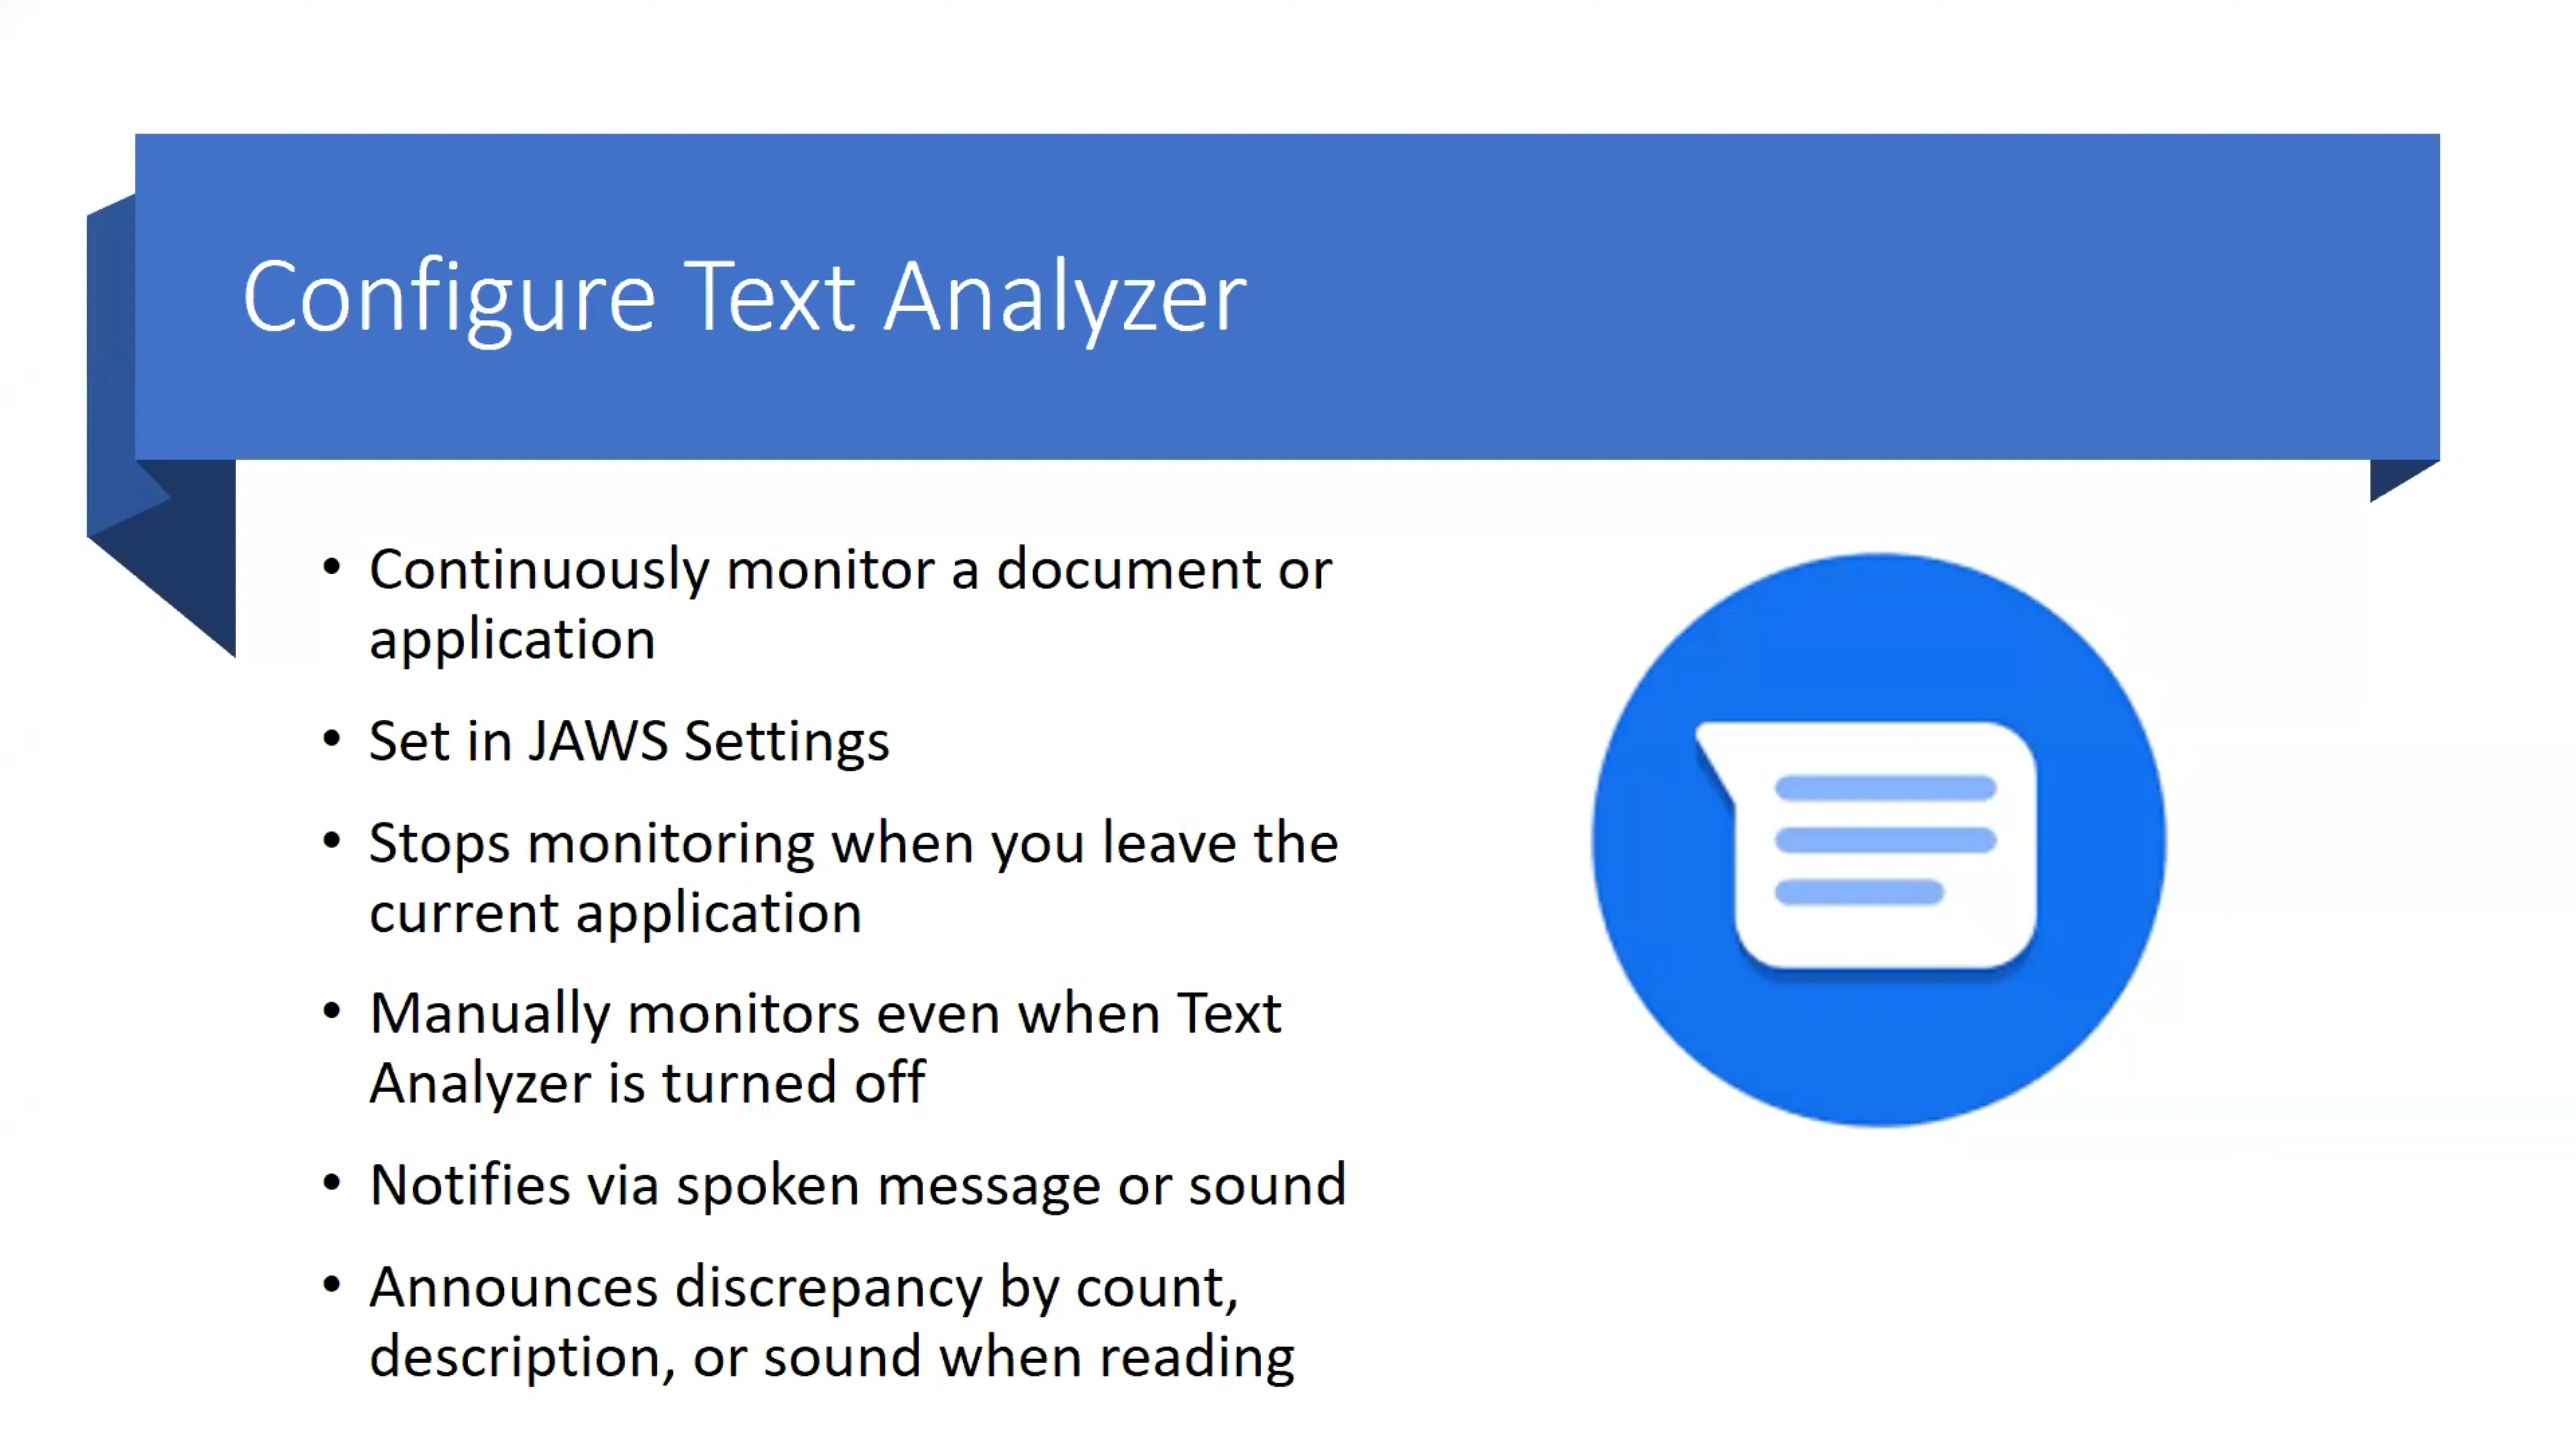 Configure Text Analyzer
• Continuously monitor a document or
application
• Set in JAWS Settings
• Stops monitoring when you leave the
current application
• Manually monitors even when Text
Analyzer is turned off
• Notifies via spoken message or sound
• Announces discrepancy by count,
description, or sound when reading